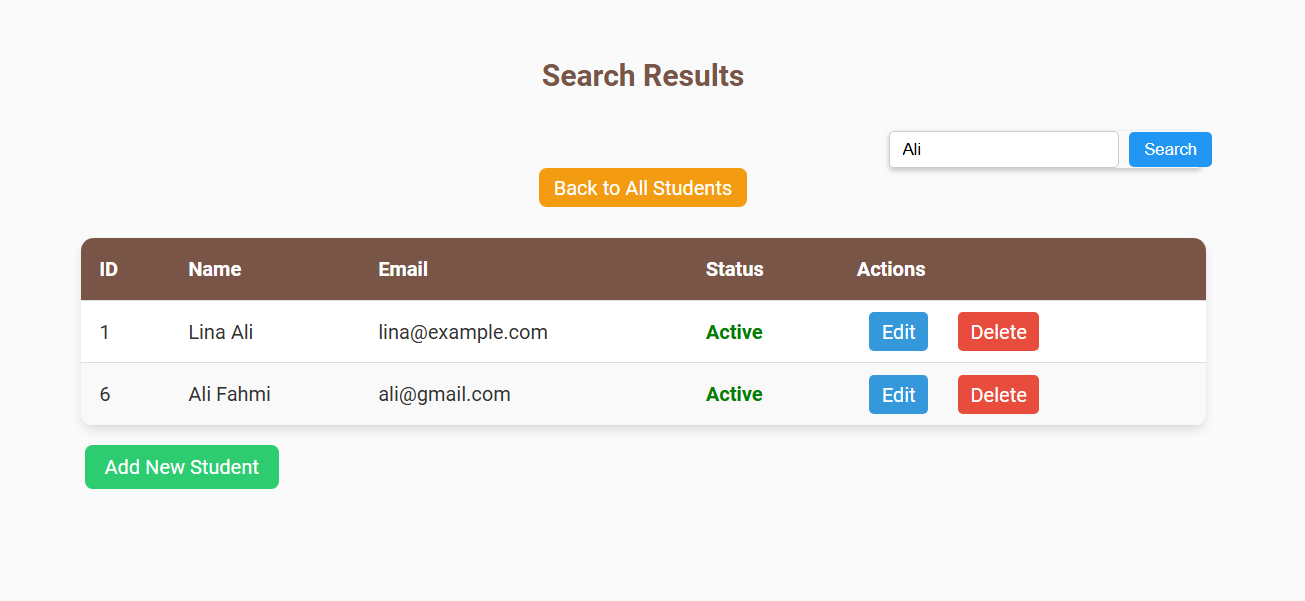 Search Results
Ali Search
Back to All Students
ID Name Email Status Actions
1 Lina Ali lina@example.com Active Edit Delete
6 Ali Fahmi ali@gmail.com Active Edit Delete
Add New Student